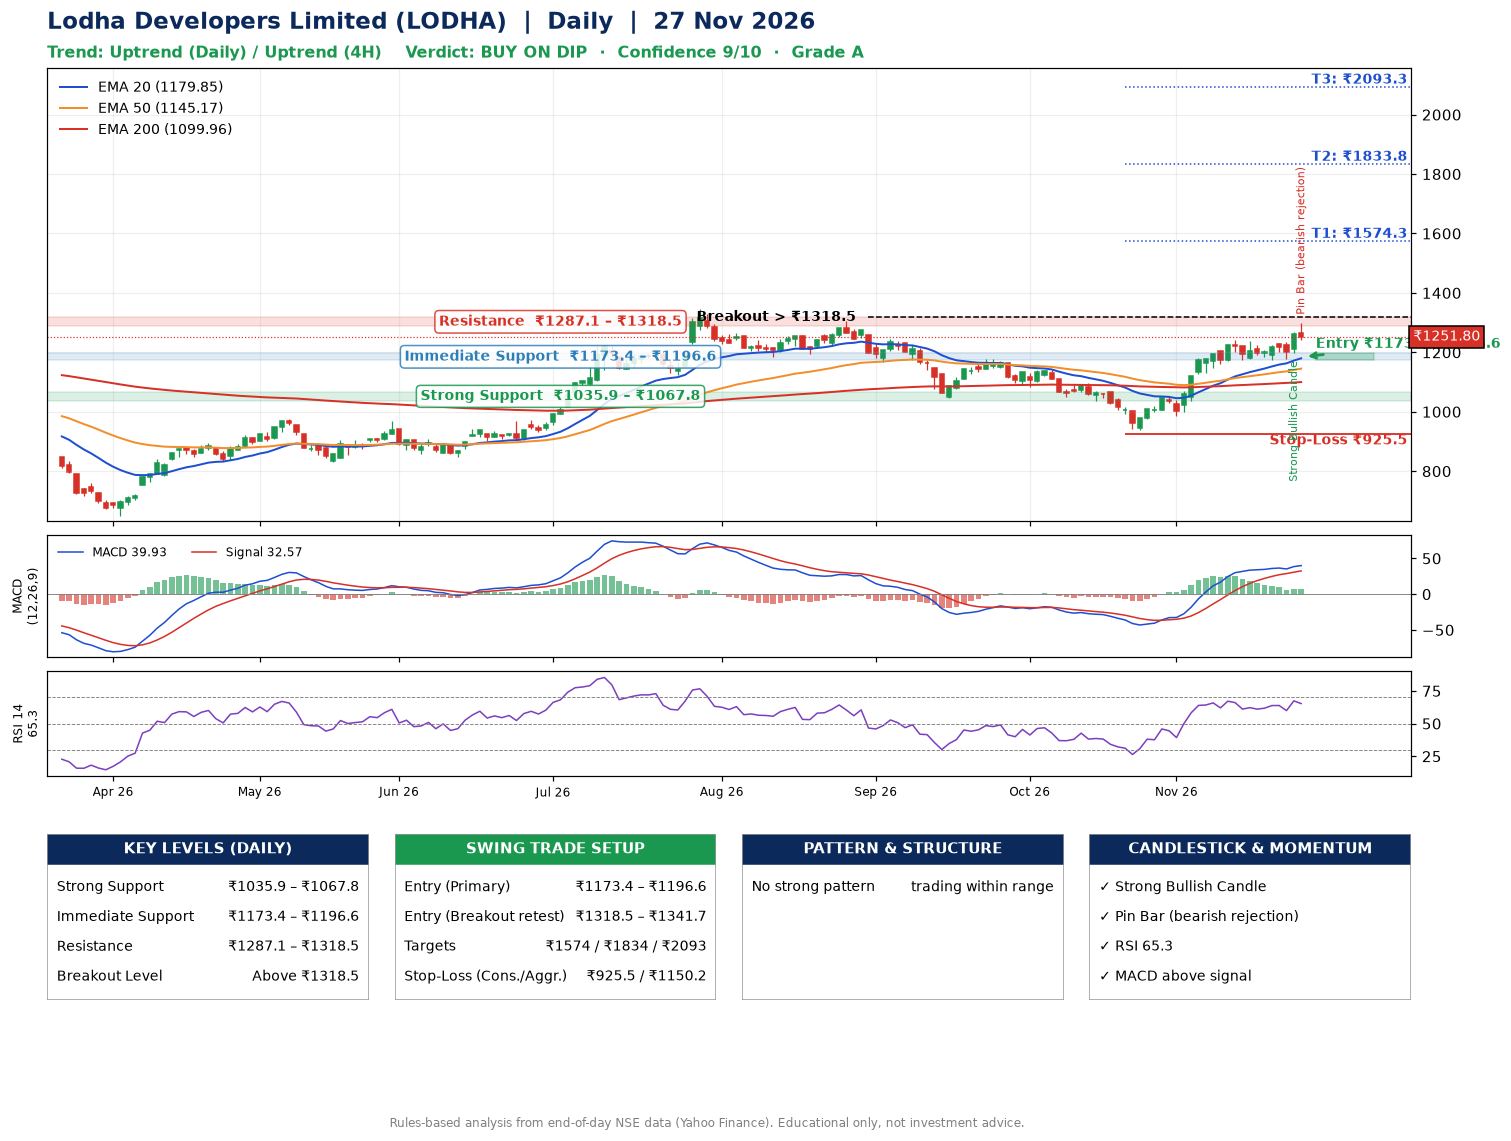 Lodha Developers Limited (LODHA)  |  Daily  |  27 Nov 2026
Trend: Uptrend (Daily) / Uptrend (4H)    Verdict: BUY ON DIP  ·  Confidence 9/10  ·  Grade A
EMA 20 (1179.85)
EMA 50 (1145.17)
EMA 200 (1099.96)
T3: ₹2093.3
T2: ₹1833.8
T1: ₹1574.3
Pin Bar (bearish rejection)
Resistance  ₹1287.1 – ₹1318.5
Breakout > ₹1318.5
Immediate Support  ₹1173.4 – ₹1196.6
Strong Support  ₹1035.9 – ₹1067.8
Entry ₹1173
.6
₹1251.80
Strong Bullish Candle
Stop-Loss ₹925.5
2000
1800
1600
1400
1200
1000
800
MACD 39.93
Signal 32.57
MACD
(12,26,9)
50
0
−50
RSI 14
65.3
75
50
25
Apr 26
May 26
Jun 26
Jul 26
Aug 26
Sep 26
Oct 26
Nov 26
KEY LEVELS (DAILY)
Strong Support ₹1035.9 – ₹1067.8
Immediate Support ₹1173.4 – ₹1196.6
Resistance ₹1287.1 – ₹1318.5
Breakout Level Above ₹1318.5
SWING TRADE SETUP
Entry (Primary) ₹1173.4 – ₹1196.6
Entry (Breakout retest) ₹1318.5 – ₹1341.7
Targets ₹1574 / ₹1834 / ₹2093
Stop-Loss (Cons./Aggr.) ₹925.5 / ₹1150.2
PATTERN & STRUCTURE
No strong pattern trading within range
CANDLESTICK & MOMENTUM
✓ Strong Bullish Candle
✓ Pin Bar (bearish rejection)
✓ RSI 65.3
✓ MACD above signal
Rules-based analysis from end-of-day NSE data (Yahoo Finance). Educational only, not investment advice.